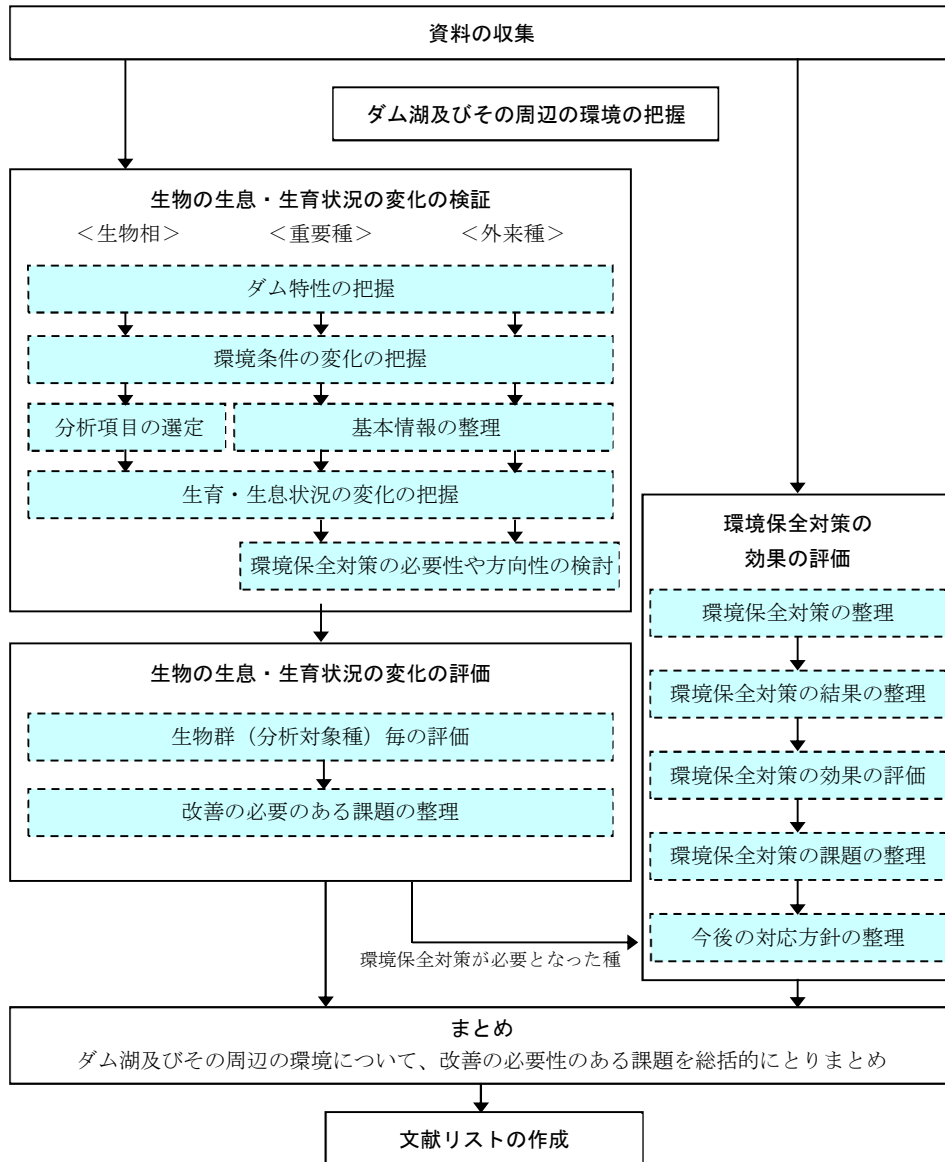 資料の収集
ダム湖及びその周辺の環境の把握
生物の生息・生育状況の変化の検証
＜生物相＞
＜重要種＞
＜外来種＞
ダム特性の把握
環境条件の変化の把握
分析項目の選定
基本情報の整理
生育・生息状況の変化の把握
環境保全対策の必要性や方向性の検討
生物の生息・生育状況の変化の評価
生物群（分析対象種）毎の評価
改善の必要のある課題の整理
環境保全対策の
効果の評価
環境保全対策の整理
環境保全対策の結果の整理
環境保全対策の効果の評価
環境保全対策の課題の整理
今後の対応方針の整理
環境保全対策が必要となった種
まとめ
ダム湖及びその周辺の環境について、改善の必要性のある課題を総括的にとりまとめ
文献リストの作成